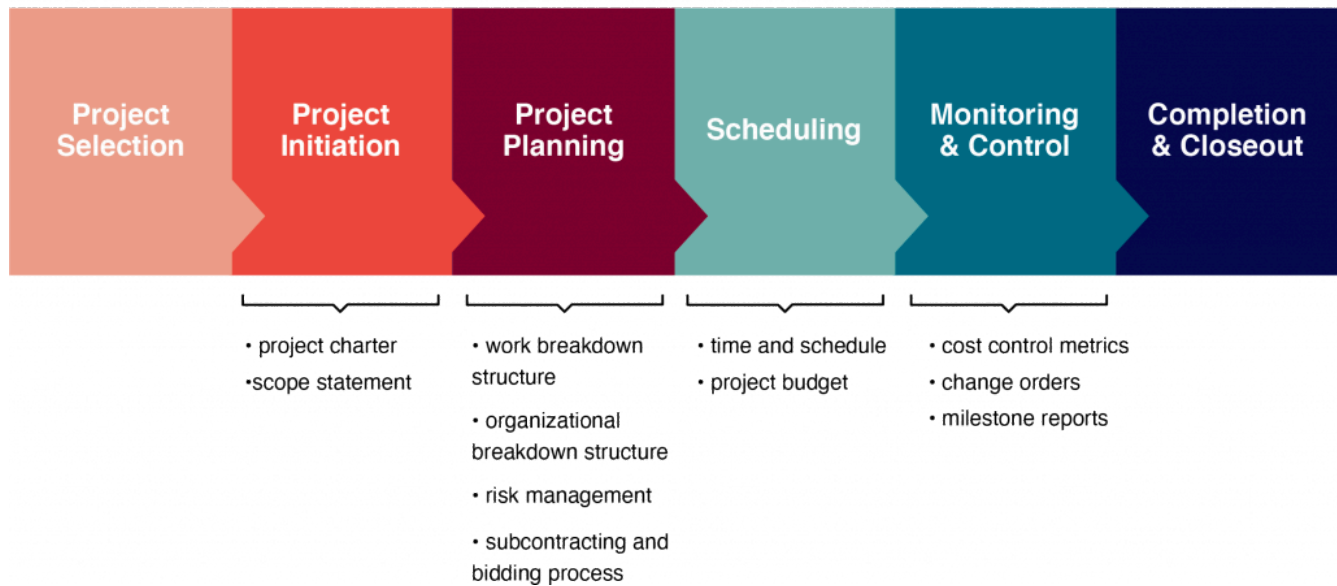 Project
Selection
Project
Initiation
Project
Planning
Scheduling
Monitoring
& Control
Completion
& Closeout
• project charter
•scope statement
• work breakdown
structure
• organizational
breakdown structure
• risk management
• subcontracting and
bidding process
• time and schedule
• project budget
• cost control metrics
• change orders
• milestone reports